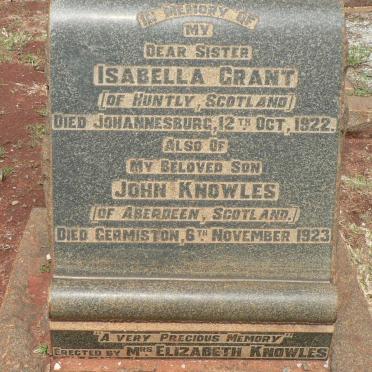 IN MEMORY OF
MY
DEAR SISTER
ISABELLA GRANT
(OF HUNTLY, SCOTLAND)
DIED JOHANNESBURG, 12TH OCT, 1922.
ALSO OF
MY BELOVED SON
JOHN KNOWLES
(OF ABERDEEN, SCOTLAND.)
DIED GERMISTON, 6TH NOVEMBER 1923
"A VERY PRECIOUS MEMORY"
ERECTED BY MRS ELIZABETH KNOWLES